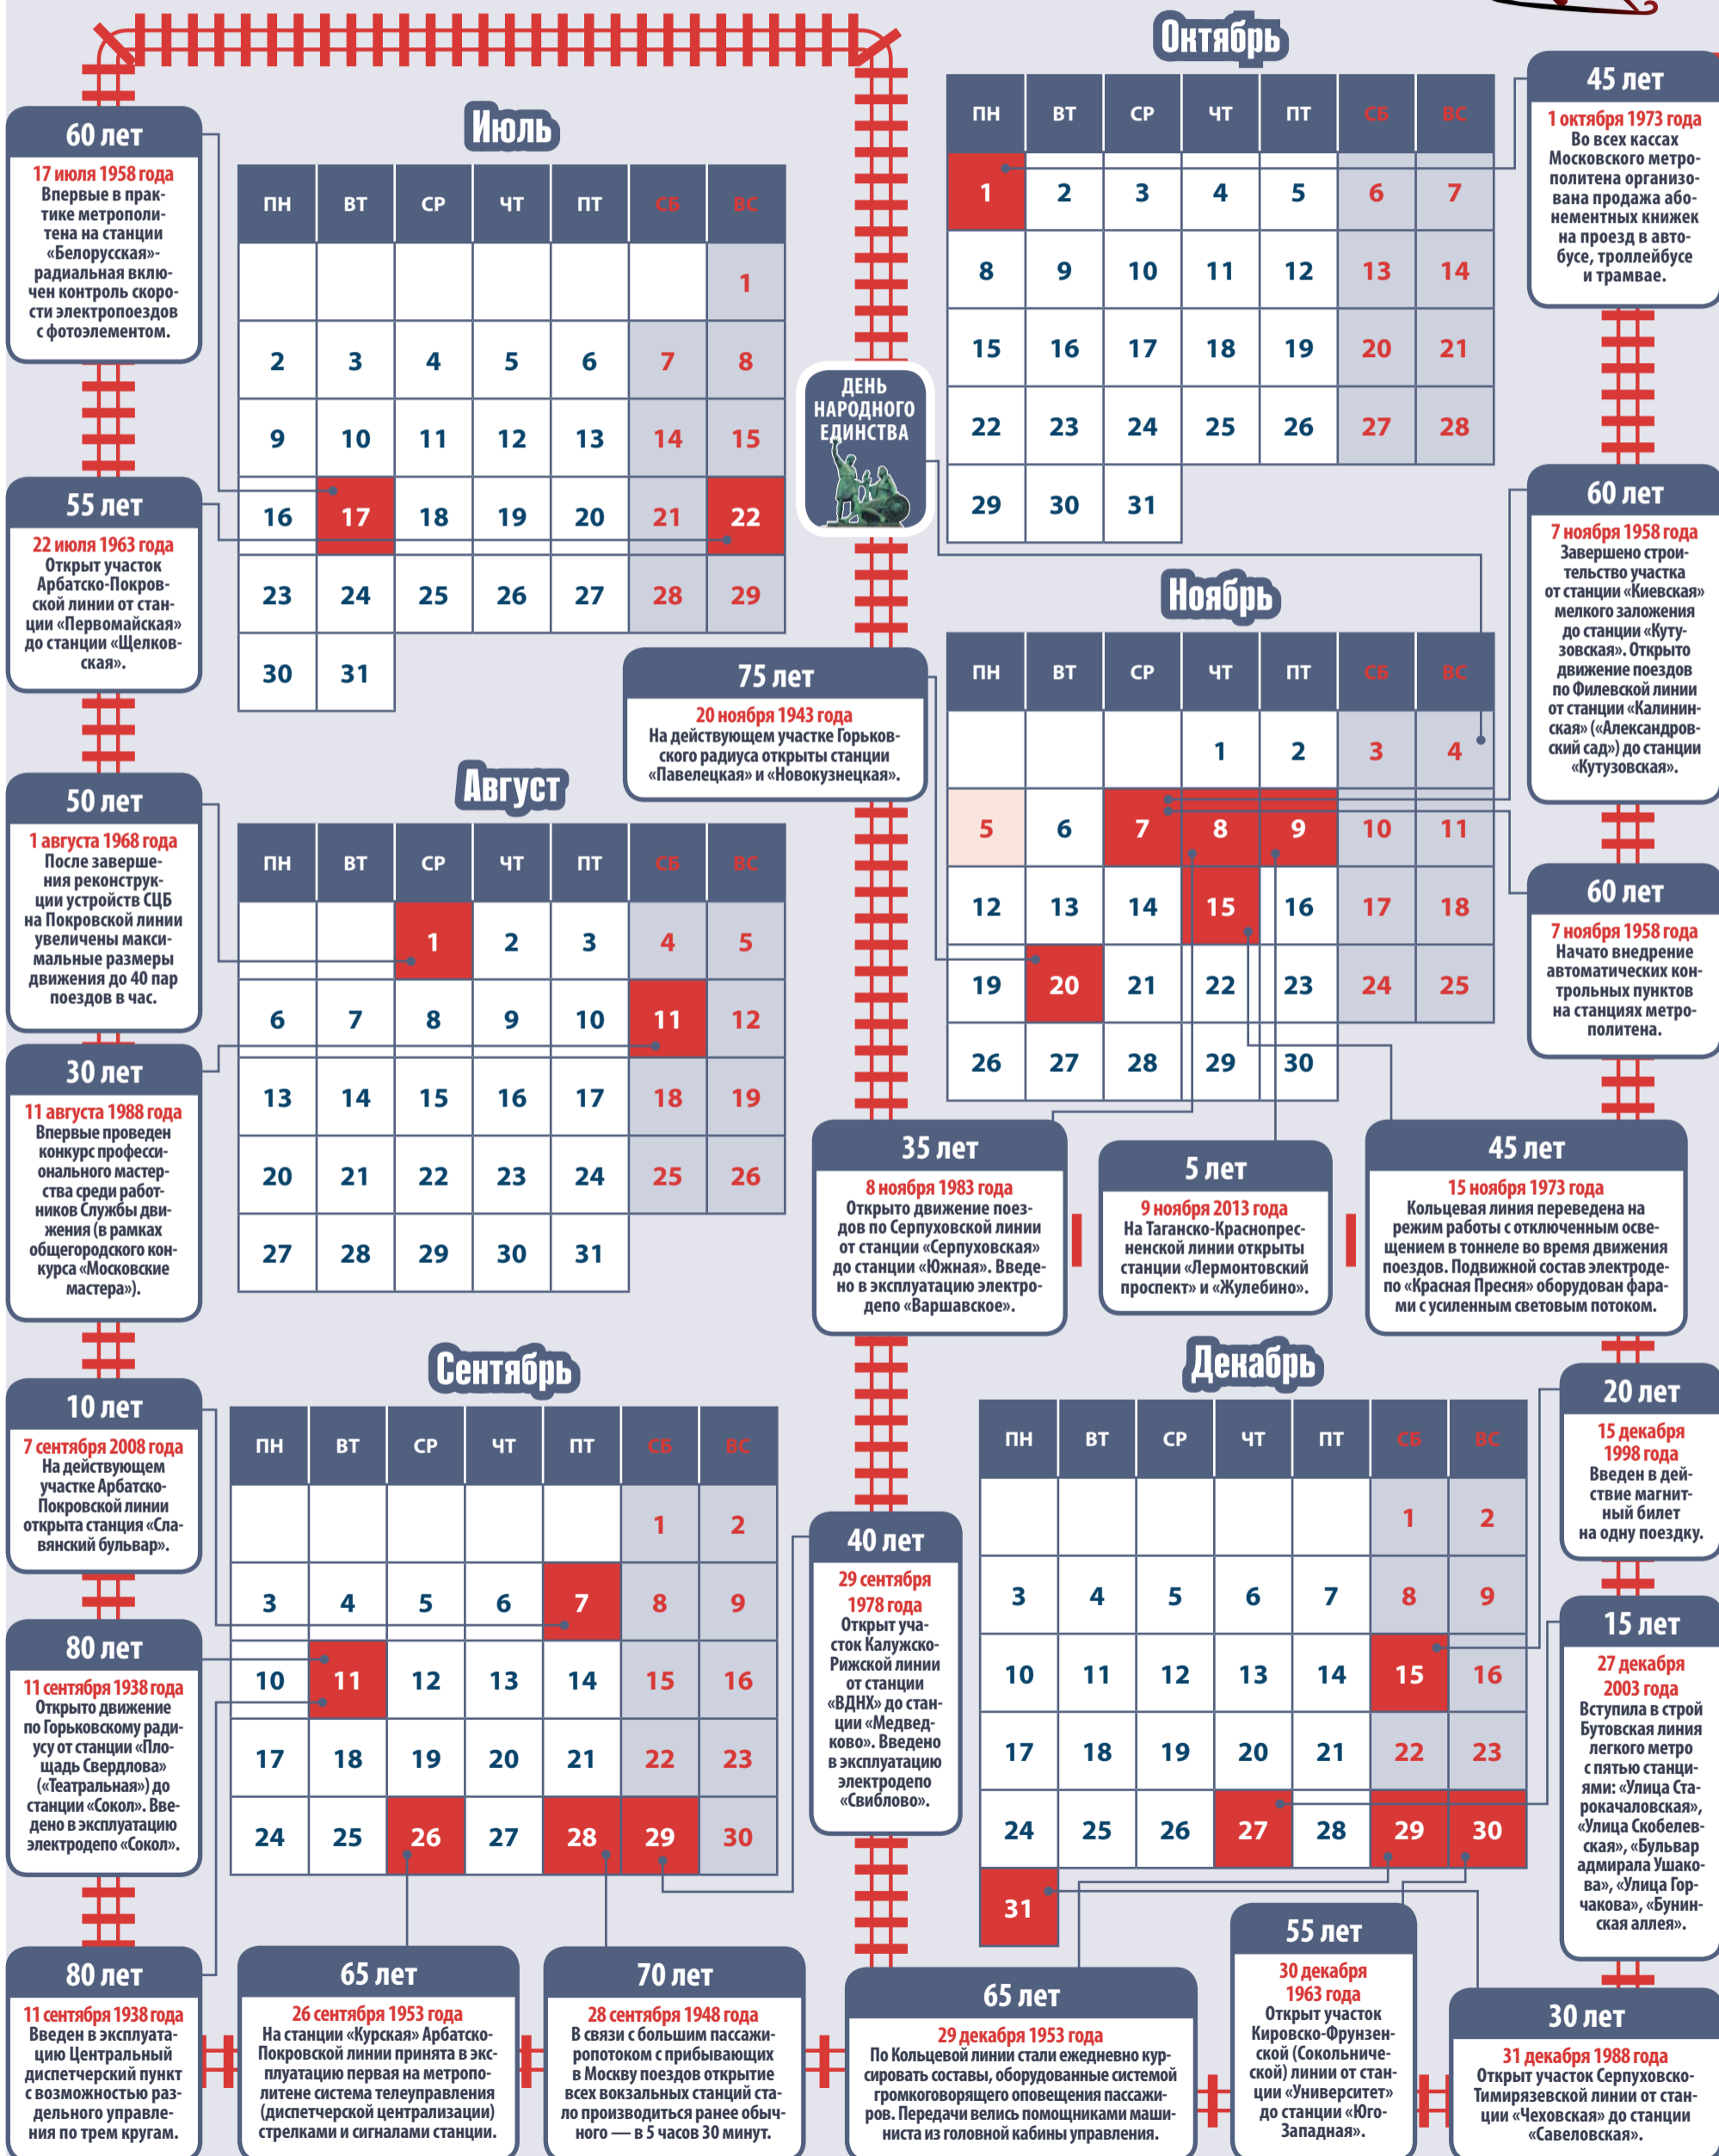 60 лет
17 июля 1958 года
Впервые в прак-
тике метрополи-
тена на станции
«Белорусская»-
радиальная вклю-
чен контроль скоро-
сти электропоездов
с фотоэлементом.
55 лет
22 июля 1963 года
Открыт участок
Арбатско-Покров-
ской линии от стан-
ции «Первомайская»
до станции «Щелков-
ская».
Июль
ПН ВТ СР ЧТ ПТ СБ ВС
1
2 3 4 5 6 7 8
9 10 11 12 13 14 15
16 17 18 19 20 21 22
23 24 25 26 27 28 29
30 31
50 лет
1 августа 1968 года
После заверше-
ния реконструк-
ции устройств СЦБ
на Покровской линии
увеличены макси-
мальные размеры
движения до 40 пар
поездов в час.
30 лет
11 августа 1988 года
Впервые проведен
конкурс професси-
онального мастер-
ства среди работ-
ников Службы дви-
жения (в рамках
общегородского кон-
курса «Московские
мастера»).
Август
ПН ВТ СР ЧТ ПТ СБ ВС
1 2 3 4 5
6 7 8 9 10 11 12
13 14 15 16 17 18 19
20 21 22 23 24 25 26
27 28 29 30 31
10 лет
7 сентября 2008 года
На действующем
участке Арбатско-
Покровской линии
открыта станция «Сла-
вянский бульвар».
80 лет
11 сентября 1938 года
Открыто движение
по Горьковскому ради-
усу от станции «Пло-
щадь Свердлова»
(«Театральная») до
станции «Сокол». Вве-
дено в эксплуатацию
электродепо «Сокол».
80 лет
11 сентября 1938 года
Введен в эксплуата-
цию Центральный
диспетчерский пункт
с возможностью раз-
дельного управле-
ния по трем кругам.
Сентябрь
ПН ВТ СР ЧТ ПТ СБ ВС
1 2
3 4 5 6 7 8 9
10 11 12 13 14 15 16
17 18 19 20 21 22 23
24 25 26 27 28 29 30
65 лет
26 сентября 1953 года
На станции «Курская» Арбатско-
Покровской линии принята в экс-
плуатацию первая на метропо-
литене система телеуправления
(диспетчерской централизации)
стрелками и сигналами станции.
70 лет
28 сентября 1948 года
В связи с большим пассажи-
ропотоком с прибывающих
в Москву поездов открытие
всех вокзальных станций ста-
ло производиться ранее обыч-
ного — в 5 часов 30 минут.
40 лет
29 сентября
1978 года
Открыт уча-
сток Калужско-
Рижской линии
от станции
«ВДНХ» до стан-
ции «Медвед-
ково». Введено
в эксплуатацию
электродепо
«Свиблово».
Октябрь
ПН ВТ СР ЧТ ПТ СБ ВС
1 2 3 4 5 6 7
8 9 10 11 12 13 14
15 16 17 18 19 20 21
22 23 24 25 26 27 28
29 30 31
45 лет
1 октября 1973 года
Во всех кассах
Московского метро-
политена организо-
вана продажа або-
нементных книжек
на проезд в авто-
бусе, троллейбусе
и трамвае.
ДЕНЬ
НАРОДНОГО
ЕДИНСТВА
75 лет
20 ноября 1943 года
На действующем участке Горьков-
ского радиуса открыты станции
«Павелецкая» и «Новокузнецкая».
Ноябрь
ПН ВТ СР ЧТ ПТ СБ ВС
1 2 3 4
5 6 7 8 9 10 11
12 13 14 15 16 17 18
19 20 21 22 23 24 25
26 27 28 29 30
60 лет
7 ноября 1958 года
Завершено строи-
тельство участка
от станции «Киевская»
мелкого заложения
до станции «Куту-
зовская». Открыто
движение поездов
по Филевской линии
от станции «Калинин-
ская» («Александров-
ский сад») до станции
«Кутузовская».
60 лет
7 ноября 1958 года
Начато внедрение
автоматических кон-
трольных пунктов
на станциях метро-
политена.
35 лет
8 ноября 1983 года
Открыто движение поез-
дов по Серпуховской линии
от станции «Серпуховская»
до станции «Южная». Введе-
но в эксплуатацию электро-
депо «Варшавское».
5 лет
9 ноября 2013 года
На Таганско-Краснопрес-
ненской линии открыты
станции «Лермонтовский
проспект» и «Жулебино».
45 лет
15 ноября 1973 года
Кольцевая линия переведена на
режим работы с отключенным осве-
щением в тоннеле во время движения
поездов. Подвижной состав электроде-
по «Красная Пресня» оборудован фара-
ми с усиленным световым потоком.
Декабрь
ПН ВТ СР ЧТ ПТ СБ ВС
1 2
3 4 5 6 7 8 9
10 11 12 13 14 15 16
17 18 19 20 21 22 23
24 25 26 27 28 29 30
31
20 лет
15 декабря
1998 года
Введен в дей-
ствие магнит-
ный билет
на одну поездку.
15 лет
27 декабря
2003 года
Вступила в строй
Бутовская линия
легкого метро
с пятью станци-
ями: «Улица Ста-
рокачаловская»,
«Улица Скобелев-
ская», «Бульвар
адмирала Ушако-
ва», «Улица Гор-
чакова», «Бунин-
ская аллея».
65 лет
29 декабря 1953 года
По Кольцевой линии стали ежедневно кур-
сировать составы, оборудованные системой
громкоговорящего оповещения пассажи-
ров. Передачи велись помощниками маши-
ниста из головной кабины управления.
55 лет
30 декабря
1963 года
Открыт участок
Кировско-Фрунзен-
ской (Сокольниче-
ской) линии от стан-
ции «Университет»
до станции «Юго-
Западная».
30 лет
31 декабря 1988 года
Открыт участок Серпуховско-
Тимирязевской линии от стан-
ции «Чеховская» до станции
«Савеловская».